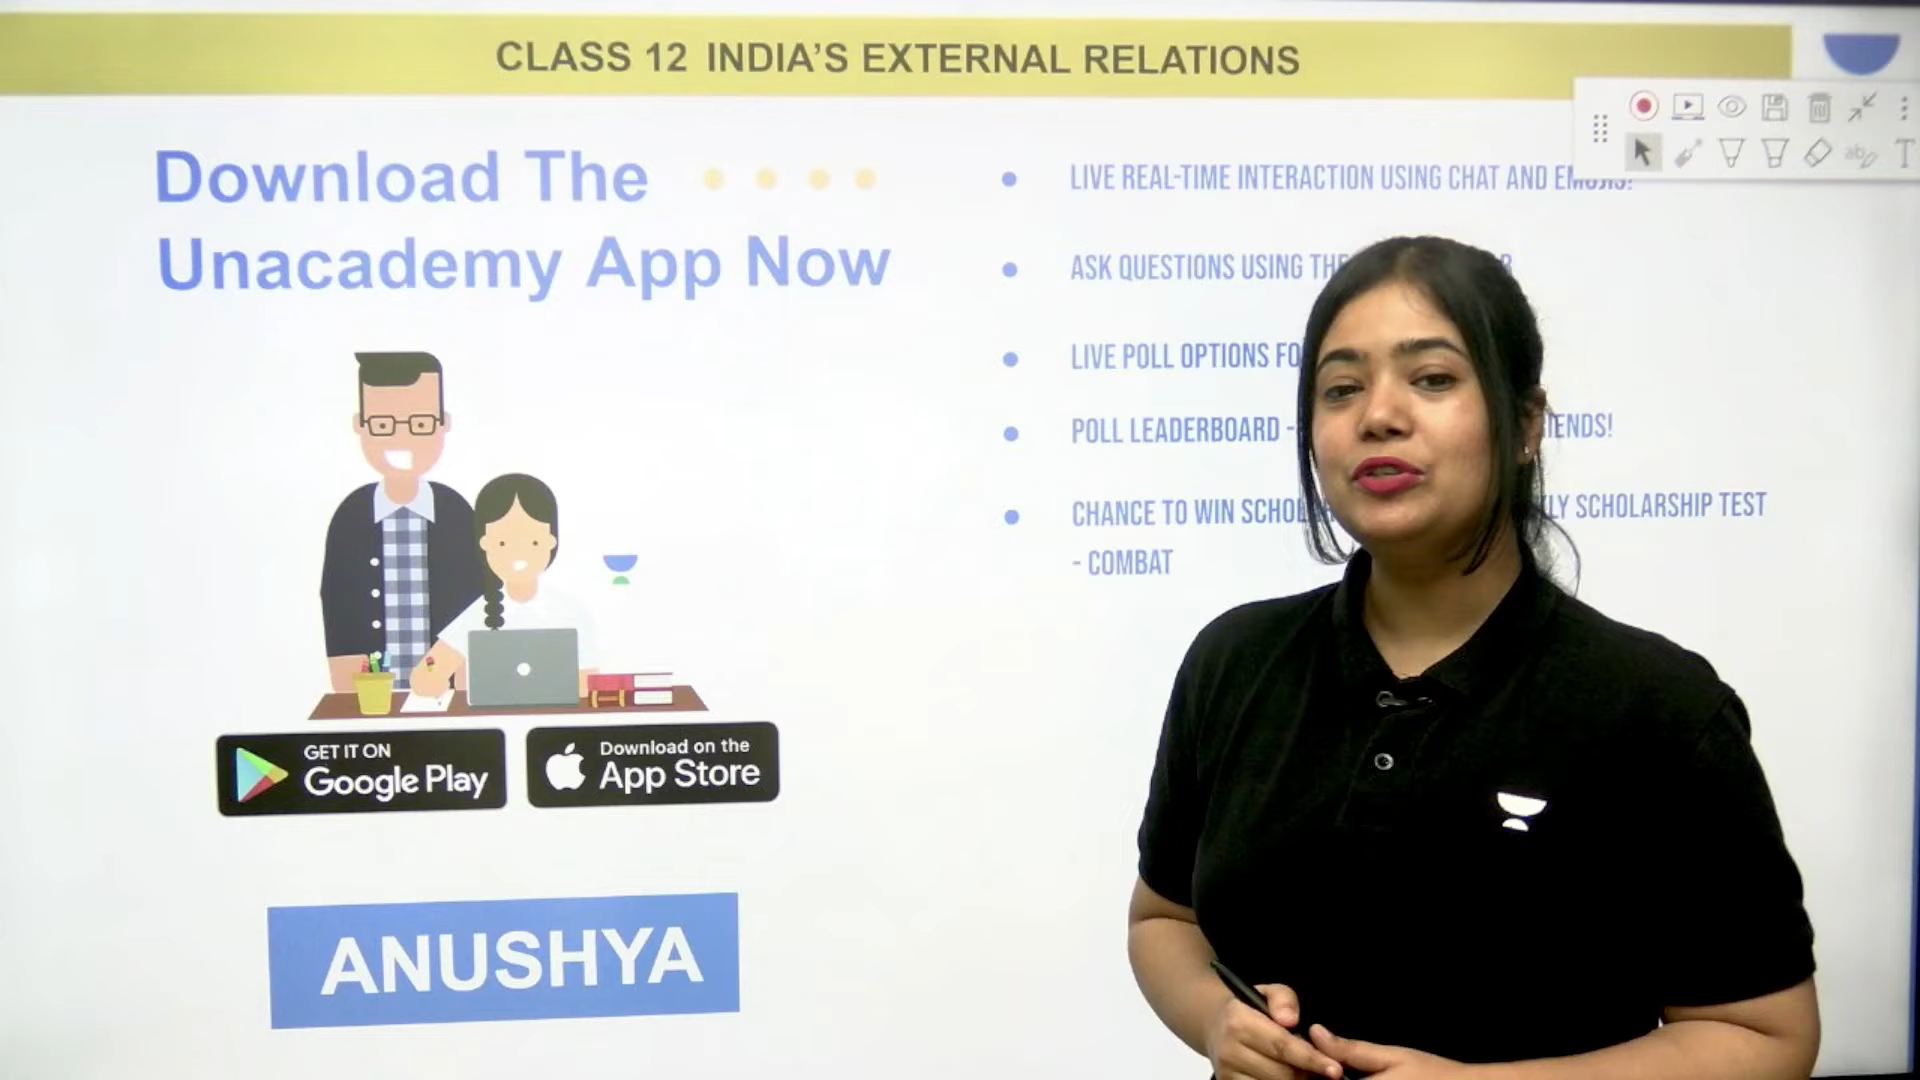 CLASS 12 INDIA'S EXTERNAL RELATIONS
Download The
Unacademy App Now
GET IT ON
Google Play
Download on the
App Store
ANUSHYA
LIVE REAL-TIME INTERACTION USING CHAT AND EMOJIS!
ASK QUESTIONS USING THE
LIVE POLL OPTIONS
POLL LEADERBOARD -
CHANCE TO WIN SCHOLARSHIP TEST
- COMBAT